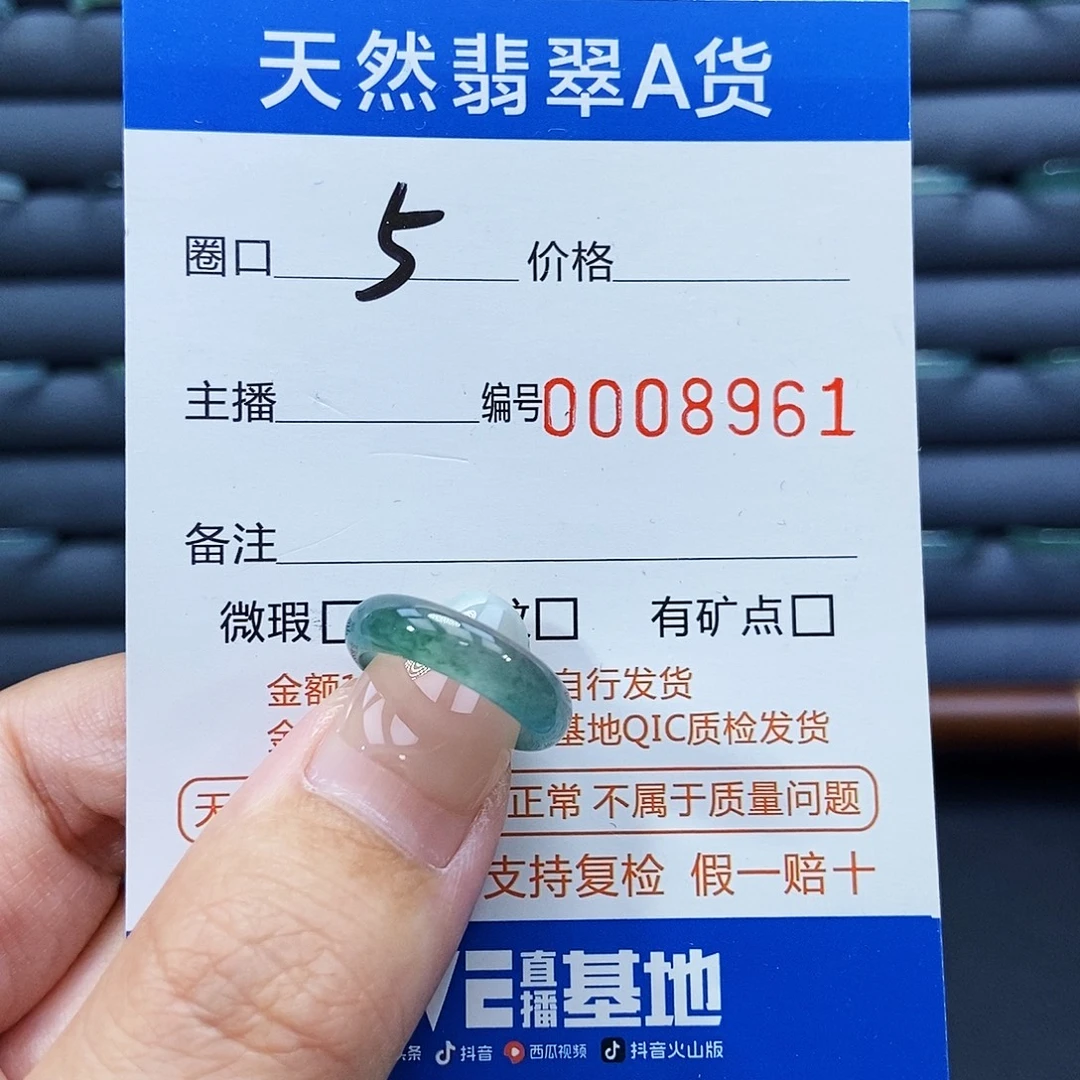 天然翡翠A货
圈口 5 价格
主播 编号0008961
备注
微瑕□ □ 有矿点□
金额 自行发货
基地QIC质检发货
天 正常 不属于质量问题
支持复检 假一赔十
直播基地
头条 抖音 西瓜视频 抖音火山版